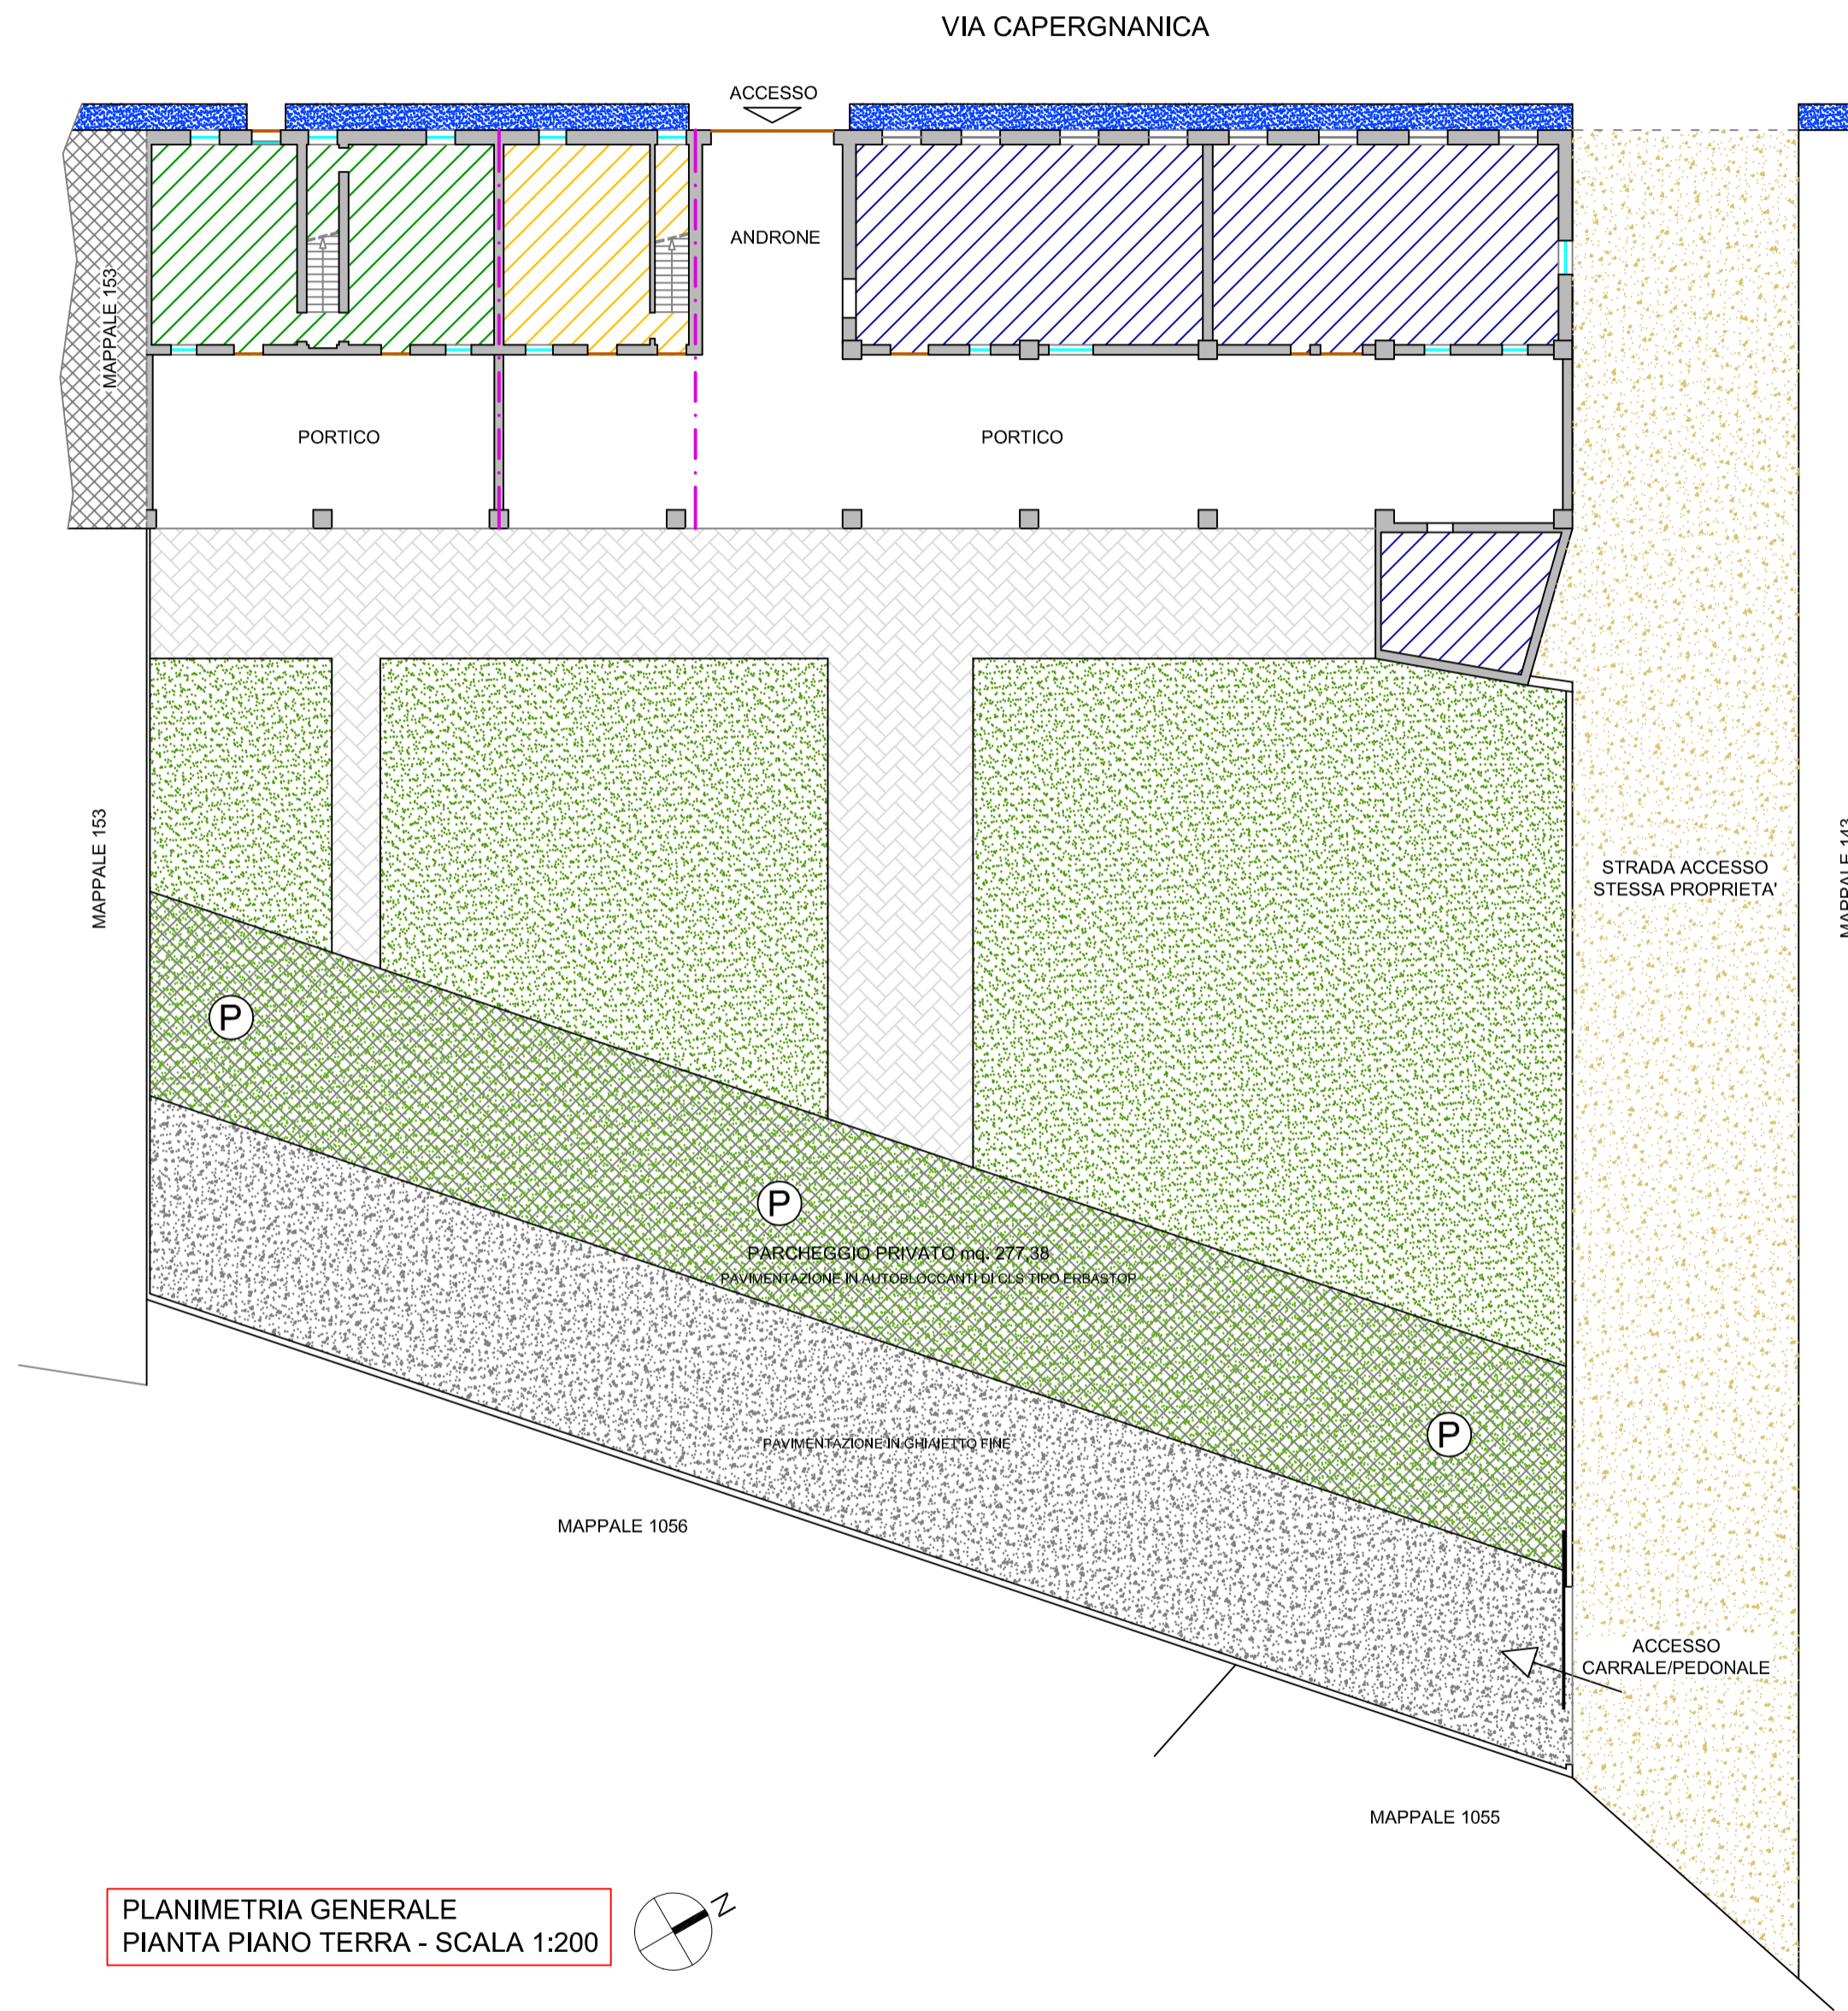 VIA CAPERGNANICA
ACCESSO
ANDRONE
MAPPALE 153
PORTICO
PORTICO
MAPPALE 153
MAPPALE 143
STRADA ACCESSO
STESSA PROPRIETA'
P
P
PARCHEGGIO PRIVATO mq. 277,38
PAVIMENTAZIONE IN AUTOBLOCCANTI DI CLS TIPO ERBASTOP
P
PAVIMENTAZIONE IN GHIAIETTO FINE
MAPPALE 1056
ACCESSO
CARRALE/PEDONALE
MAPPALE 1055
PLANIMETRIA GENERALE
PIANTA PIANO TERRA - SCALA 1:200
N